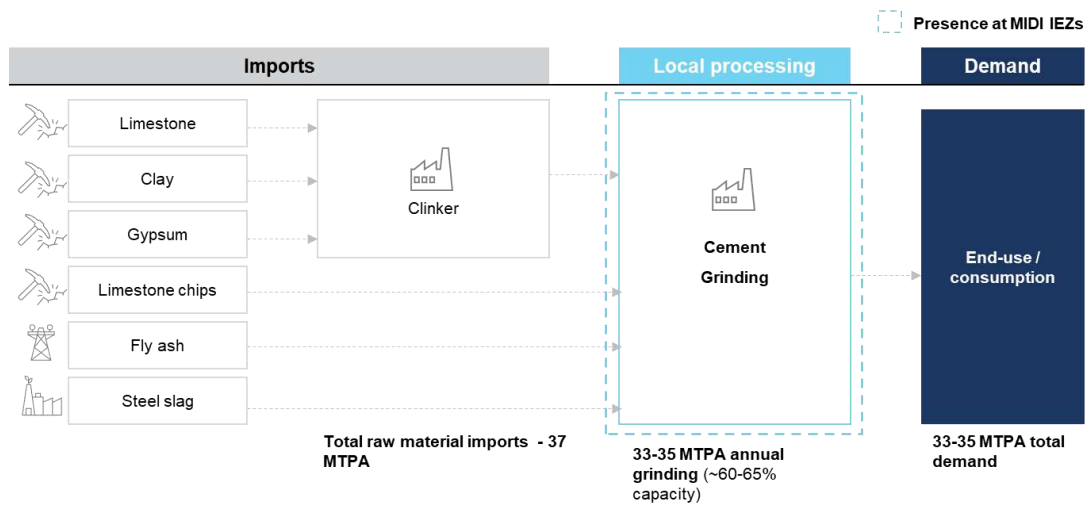 Presence at MIDI IEZs
Imports
Local processing
Demand
Limestone
Clay
Gypsum
Limestone chips
Fly ash
Steel slag
Clinker
Cement
Grinding
End-use /
consumption
Total raw material imports - 37
MTPA
33-35 MTPA annual
grinding (~60-65%
capacity)
33-35 MTPA total
demand